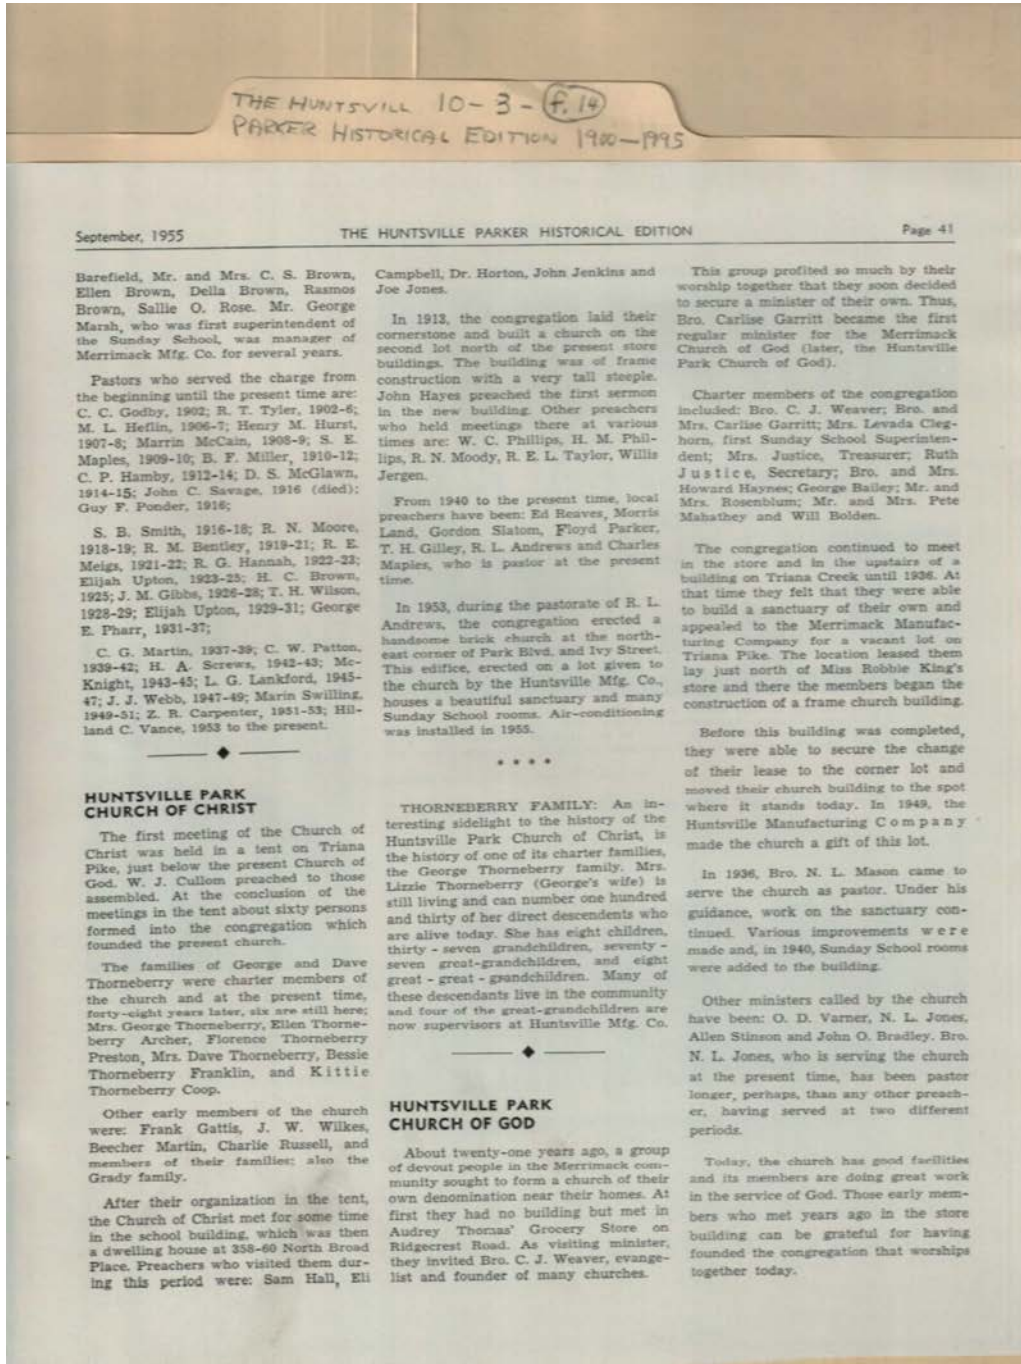 THE HUNTSVILL 10-3-f.14
PARKER HISTORICAL EDITION 1900-1995
September, 1955
THE HUNTSVILLE PARKER HISTORICAL EDITION
Page 41
Barefield, Mr. and Mrs. C. S. Brown,
Ellen Brown, Della Brown, Rasmos
Brown, Sallie O. Rose. Mr. George
Marsh, who was first superintendent of
the Sunday School, was manager of
Merrimack Mfg. Co. for several years.
Pastors who served the charge from
the beginning until the present time are:
C. C. Godby, 1902; R. T. Tyler, 1902-6;
M. L. Heflin, 1906-7; Henry M. Hurst,
1907-8; Marrin McCain, 1908-9; S. E.
Maples, 1909-10; B. F. Miller, 1910-12;
C. P. Hamby, 1912-14; D. S. McGlawn,
1914-15; John C. Savage, 1916 (died);
Guy F. Ponder, 1916;
S. B. Smith, 1916-18; R. N. Moore,
1918-19; R. M. Bentley, 1919-21; R. E.
Meigs, 1921-22; R. G. Hannah, 1922-23;
Elijah Upton, 1923-25; H. C. Brown,
1925; J. M. Gibbs, 1926-28; T. H. Wilson,
1928-29; Elijah Upton, 1929-31; George
E. Pharr, 1931-37;
C. G. Martin, 1937-39; C. W. Patton,
1939-42; H. A. Screws, 1942-43; Mc-
Knight, 1943-45; L. G. Lankford, 1945-
47; J. J. Webb, 1947-49; Marin Swilling,
1949-51; Z. R. Carpenter, 1951-53; Hil-
land C. Vance, 1953 to the present.
HUNTSVILLE PARK
CHURCH OF CHRIST
The first meeting of the Church of
Christ was held in a tent on Triana
Pike, just below the present Church of
God. W. J. Cullom preached to those
assembled. At the conclusion of the
meetings in the tent about sixty persons
formed into the congregation which
founded the present church.
The families of George and Dave
Thorneberry were charter members of
the church and at the present time,
forty-eight years later, six are still here;
Mrs. George Thorneberry, Ellen Thorne-
berry Archer, Florence Thorneberry
Preston, Mrs. Dave Thorneberry, Bessie
Thorneberry Franklin, and Kittie
Thorneberry Coop.
Other early members of the church
were: Frank Gattis, J. W. Wilkes,
Beecher Martin, Charlie Russell, and
members of their families; also the
Grady family.
After their organization in the tent,
the Church of Christ met for some time
in the school building, which was then
a dwelling house at 358-60 North Broad
Place. Preachers who visited them dur-
ing this period were: Sam Hall, Eli
Campbell, Dr. Horton, John Jenkins and
Joe Jones.
In 1913, the congregation laid their
cornerstone and built a church on the
second lot north of the present store
buildings. The building was of frame
construction with a very tall steeple.
John Hayes preached the first sermon
in the new building. Other preachers
who held meetings there at various
times are: W. C. Phillips, H. M. Phil-
lips, R. N. Moody, R. E. L. Taylor, Willis
Jergen.
From 1940 to the present time, local
preachers have been: Ed Reaves, Morris
Land, Gordon Slatom, Floyd Parker,
T. H. Gilley, R. L. Andrews and Charles
Maples, who is pastor at the present
time.
In 1953, during the pastorate of R. L.
Andrews, the congregation erected a
handsome brick church at the north-
east corner of Park Blvd. and Ivy Street.
This edifice, erected on a lot given to
the church by the Huntsville Mfg. Co.,
houses a beautiful sanctuary and many
Sunday School rooms. Air-conditioning
was installed in 1955.
* * * *
THORNEBERRY FAMILY: An in-
teresting sidelight to the history of the
Huntsville Park Church of Christ, is
the history of one of its charter families,
the George Thorneberry family. Mrs.
Lizzie Thorneberry (George's wife) is
still living and can number one hundred
and thirty of her direct descendents who
are alive today. She has eight children,
thirty - seven grandchildren, seventy -
seven great-grandchildren, and eight
great - great - grandchildren. Many of
these descendants live in the community
and four of the great-grandchildren are
now supervisors at Huntsville Mfg. Co.
HUNTSVILLE PARK
CHURCH OF GOD
About twenty-one years ago, a group
of devout people in the Merrimack com-
munity sought to form a church of their
own denomination near their homes. At
first they had no building but met in
Audrey Thomas' Grocery Store on
Ridgecrest Road. As visiting minister,
they invited Bro. C. J. Weaver, evange-
list and founder of many churches.
This group profited so much by their
worship together that they soon decided
to secure a minister of their own. Thus,
Bro. Carlise Garritt became the first
regular minister for the Merrimack
Church of God (later, the Huntsville
Park Church of God).
Charter members of the congregation
included: Bro. C. J. Weaver; Bro. and
Mrs. Carlise Garritt; Mrs. Levada Cleg-
horn, first Sunday School Superinten-
dent; Mrs. Justice, Treasurer; Ruth
Justice, Secretary; Bro. and Mrs.
Howard Haynes; George Bailey; Mr. and
Mrs. Rosenblum; Mr. and Mrs. Pete
Mahathey and Will Bolden.
The congregation continued to meet
in the store and in the upstairs of a
building on Triana Creek until 1936. At
that time they felt that they were able
to build a sanctuary of their own and
appealed to the Merrimack Manufac-
turing Company for a vacant lot on
Triana Pike. The location leased them
lay just north of Miss Robbie King's
store and there the members began the
construction of a frame church building.
Before this building was completed,
they were able to secure the change
of their lease to the corner lot and
moved their church building to the spot
where it stands today. In 1949, the
Huntsville Manufacturing Company
made the church a gift of this lot.
In 1936, Bro. N. L. Mason came to
serve the church as pastor. Under his
guidance, work on the sanctuary con-
tinued. Various improvements were
made and, in 1940, Sunday School rooms
were added to the building.
Other ministers called by the church
have been: O. D. Varner, N. L. Jones,
Allen Stinson and John O. Bradley. Bro.
N. L. Jones, who is serving the church
at the present time, has been pastor
longer, perhaps, than any other preach-
er, having served at two different
periods.
Today, the church has good facilities
and its members are doing great work
in the service of God. Those early mem-
bers who met years ago in the store
building can be grateful for having
founded the congregation that worships
together today.